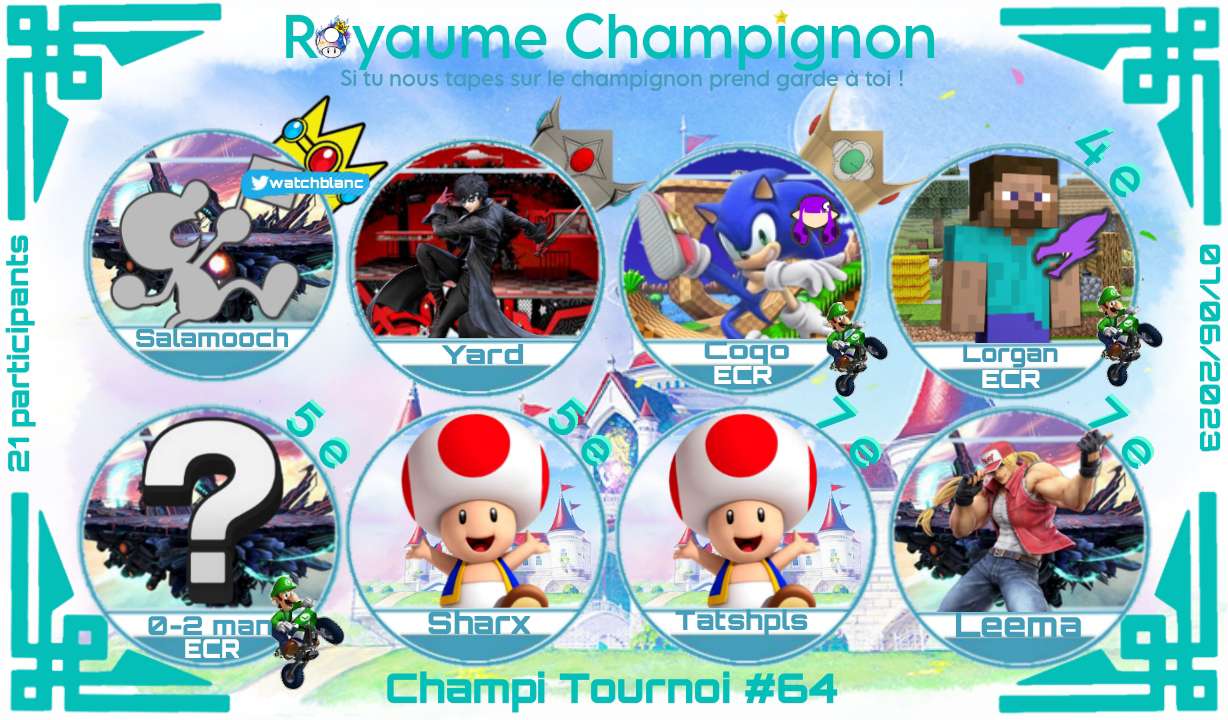 Royaume Champignon
Si tu nous tapes sur le champignon prend garde à toi !
21 participants
01/06/2023
watchblanc
Salamooch
Yard
Coqo
ECR
4e
Lorgan
ECR
5e
0-2 man
ECR
5e
Sharx
7e
Tatshpls
7e
Leema
Champi Tournoi #64